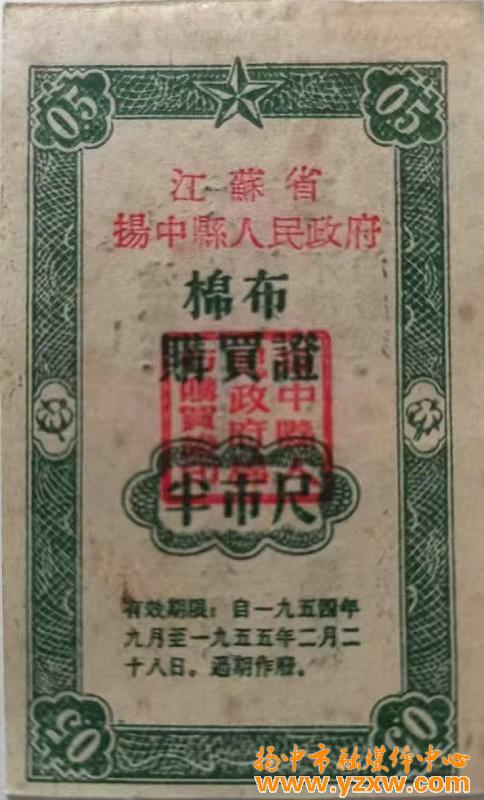 05 05
江蘇省
揚中縣人民政府
棉布
購買證
半市尺
有效期限：自一九五四年
九月至一九五五年二月二
十八日。過期作廢。
05 05
扬中市融媒体中心
www.yzxw.com